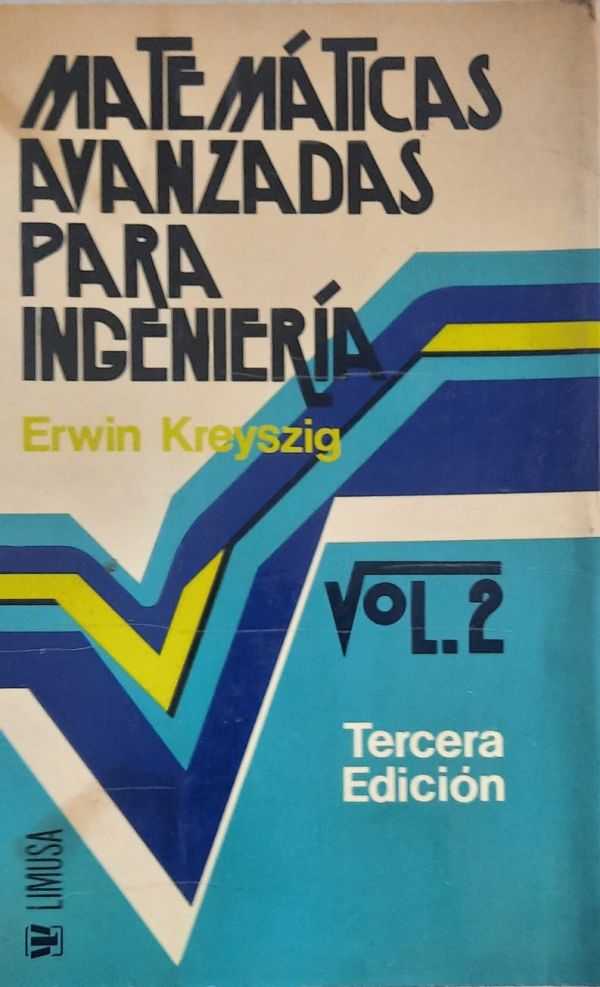 MATEMÁTICAS
AVANZADAS
PARA
INGENIERÍA
Erwin Kreyszig
VOL.2
Tercera
Edición
LIMUSA